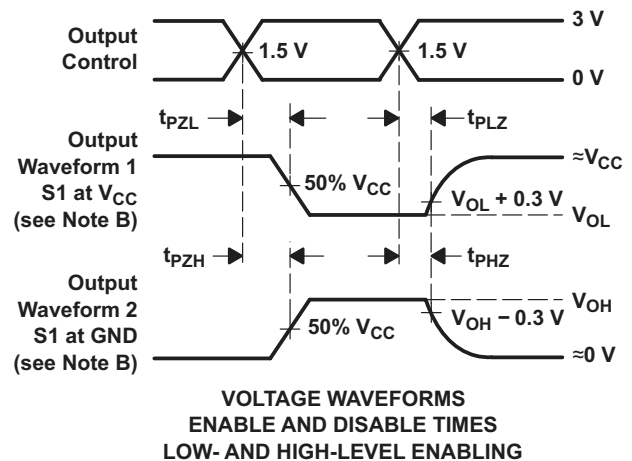 Output
Control
1.5 V
1.5 V
3 V
0 V
tPZL
tPLZ
Output
Waveform 1
S1 at VCC
(see Note B)
50% VCC
≈VCC
VOL + 0.3 V
VOL
tPZH
tPHZ
Output
Waveform 2
S1 at GND
(see Note B)
50% VCC
VOH
VOH − 0.3 V
≈0 V
VOLTAGE WAVEFORMS
ENABLE AND DISABLE TIMES
LOW- AND HIGH-LEVEL ENABLING